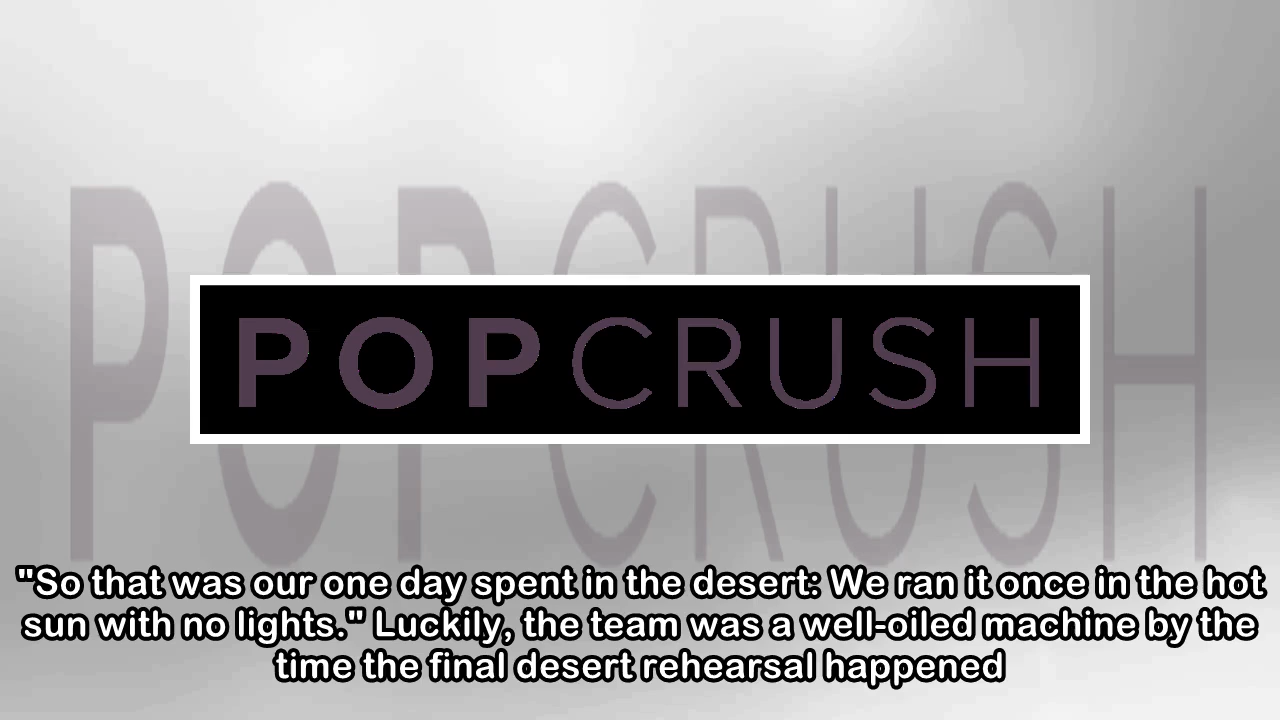 POPCRUSH
POPCRUSH
"So that was our one day spent in the desert: We ran it once in the hot
sun with no lights." Luckily, the team was a well-oiled machine by the
time the final desert rehearsal happened